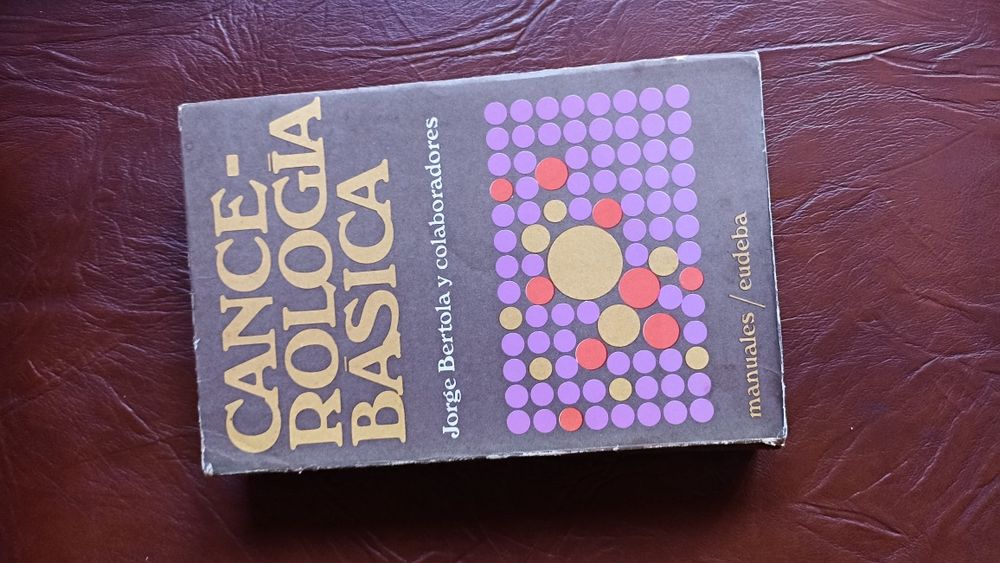 CANCE-
ROLOGÍA
BÁSICA
Jorge Bertola y colaboradores
manuales / eudeba